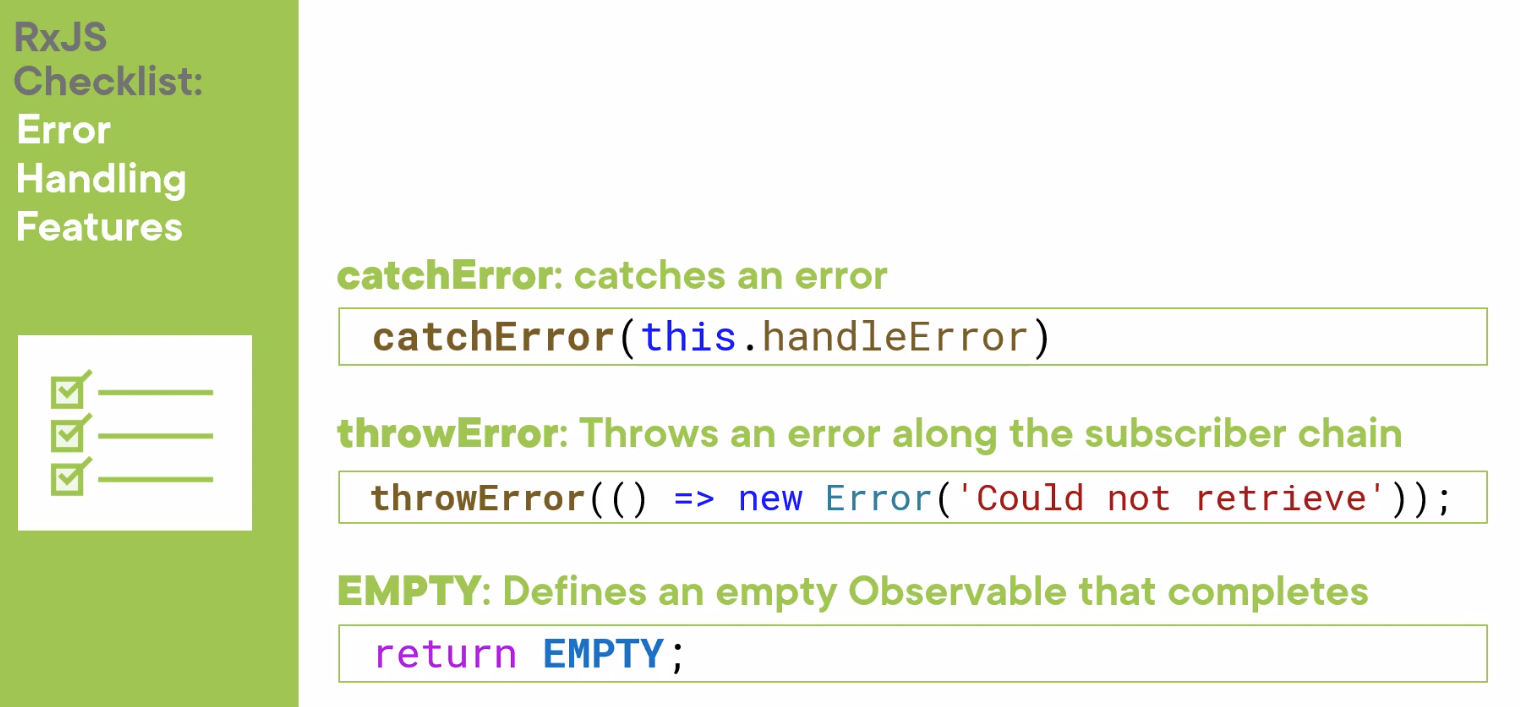 RxJS
Checklist:
Error
Handling
Features
catchError: catches an error
catchError(this.handleError)
throwError: Throws an error along the subscriber chain
throwError(() => new Error('Could not retrieve'));
EMPTY: Defines an empty Observable that completes
return EMPTY;